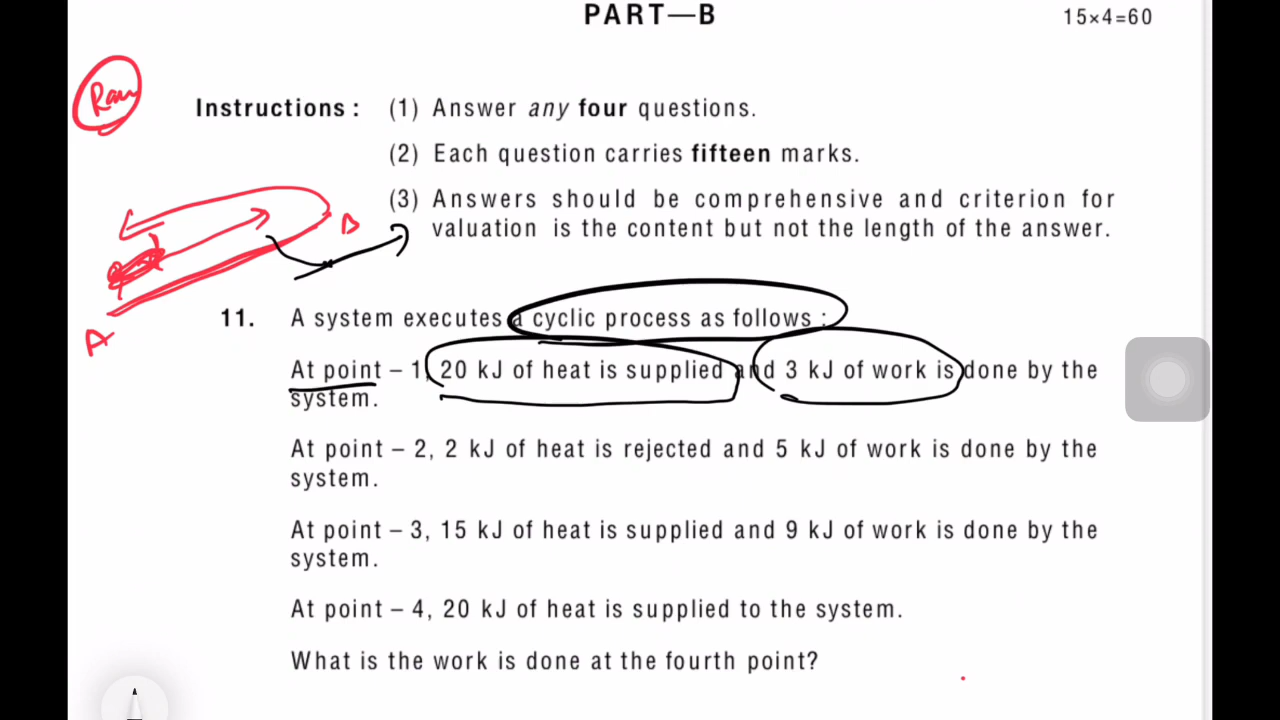 PART—B
15×4=60
Ram
Instructions : (1) Answer any four questions.
(2) Each question carries fifteen marks.
(3) Answers should be comprehensive and criterion for
valuation is the content but not the length of the answer.
B
A
11. A system executes a cyclic process as follows :
At point – 1, 20 kJ of heat is supplied and 3 kJ of work is done by the
system.
At point – 2, 2 kJ of heat is rejected and 5 kJ of work is done by the
system.
At point – 3, 15 kJ of heat is supplied and 9 kJ of work is done by the
system.
At point – 4, 20 kJ of heat is supplied to the system.
What is the work is done at the fourth point?